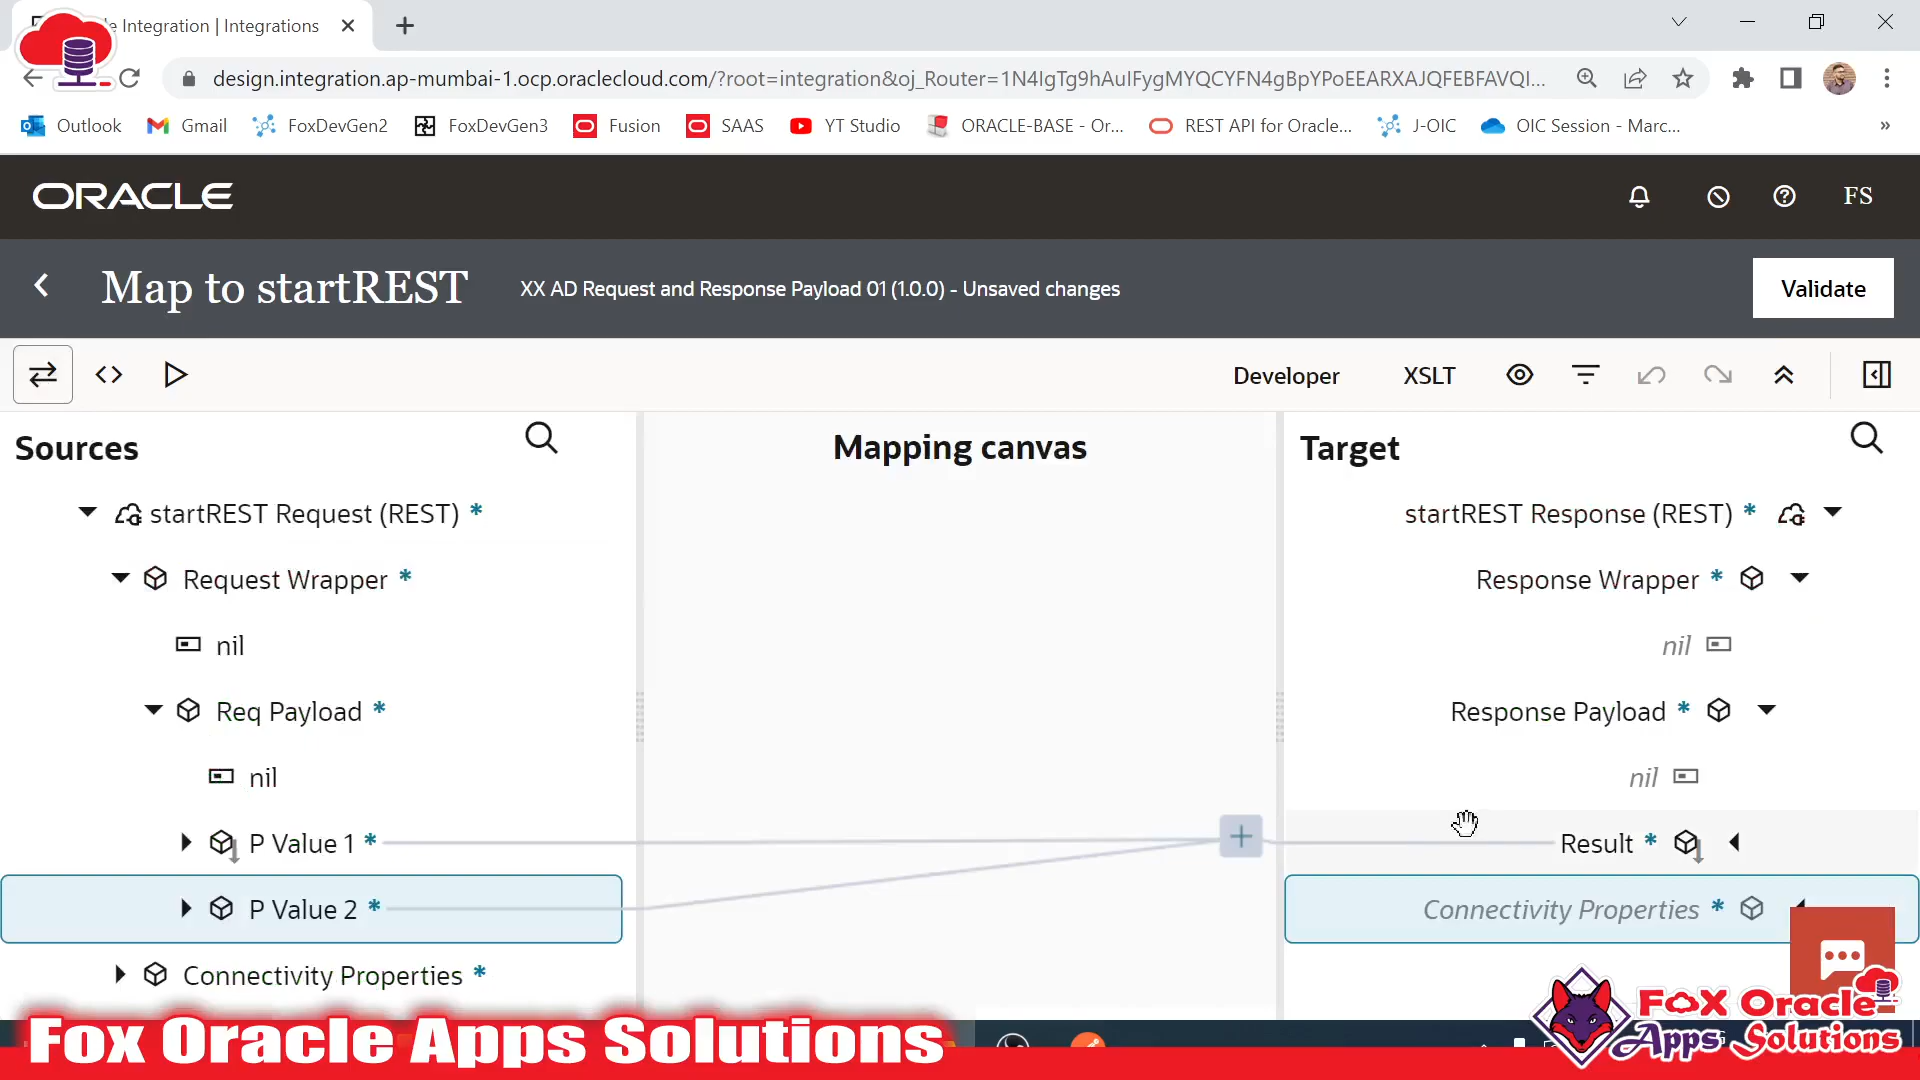 le Integration | Integrations
design.integration.ap-mumbai-1.ocp.oraclecloud.com/?root=integration&oj_Router=1N4IgTg9hAuIFygMYQCYFN4gBpYPoEEARXAJQFEBFAVQI...
Outlook
Gmail
FoxDevGen2
FoxDevGen3
Fusion
SAAS
YT Studio
ORACLE-BASE - Or...
REST API for Oracle...
J-OIC
OIC Session - Marc...
»
ORACLE
FS
Map to startREST
XX AD Request and Response Payload 01 (1.0.0) - Unsaved changes
Validate
Developer
XSLT
Sources
Mapping canvas
Target
startREST Request (REST) *
startREST Response (REST) *
Request Wrapper *
Response Wrapper *
nil
nil
Req Payload *
Response Payload *
nil
nil
P Value 1 *
Result *
P Value 2 *
Connectivity Properties *
Connectivity Properties *
Fox Oracle Apps Solutions
Fox Oracle
Apps Solutions